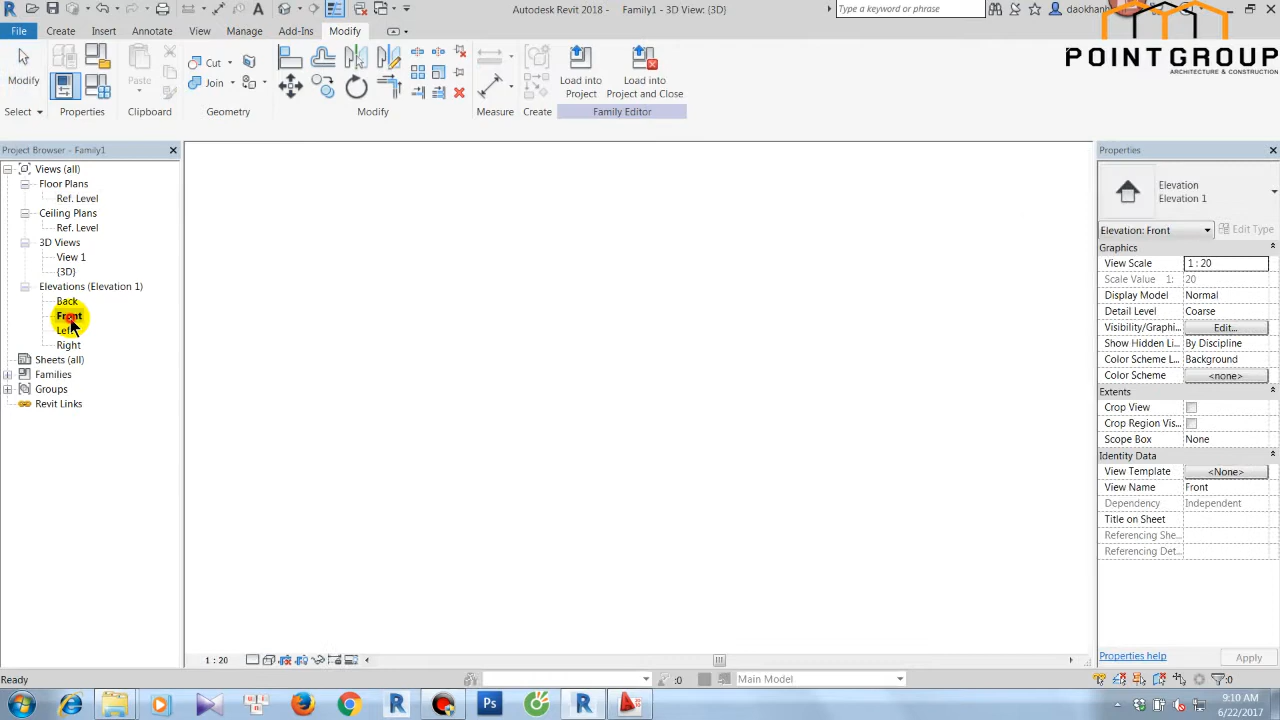 Autodesk Revit 2018 - Family1 - 3D View: {3D}
Type a keyword or phrase
daokhanh
File Create Insert Annotate View Manage Add-Ins Modify
POINTGROUP
ARCHITECTURE & CONSTRUCTION
Modify
Paste
Cut
Join
Load into Project
Load into Project and Close
Select Properties Clipboard Geometry Modify Measure Create Family Editor
Project Browser - Family1
Views (all)
Floor Plans
Ref. Level
Ceiling Plans
Ref. Level
3D Views
View 1
{3D}
Elevations (Elevation 1)
Back
Front
Left
Right
Sheets (all)
Families
Groups
Revit Links
Properties
Elevation
Elevation 1
Elevation: Front Edit Type
Graphics
View Scale 1 : 20
Scale Value 1: 20
Display Model Normal
Detail Level Coarse
Visibility/Graphi... Edit...
Show Hidden Li... By Discipline
Color Scheme L... Background
Color Scheme <none>
Extents
Crop View
Crop Region Vis...
Scope Box None
Identity Data
View Template <None>
View Name Front
Dependency Independent
Title on Sheet
Referencing She...
Referencing Det...
Properties help Apply
1 : 20
Ready
:0
Main Model
:0
9:10 AM
6/22/2017